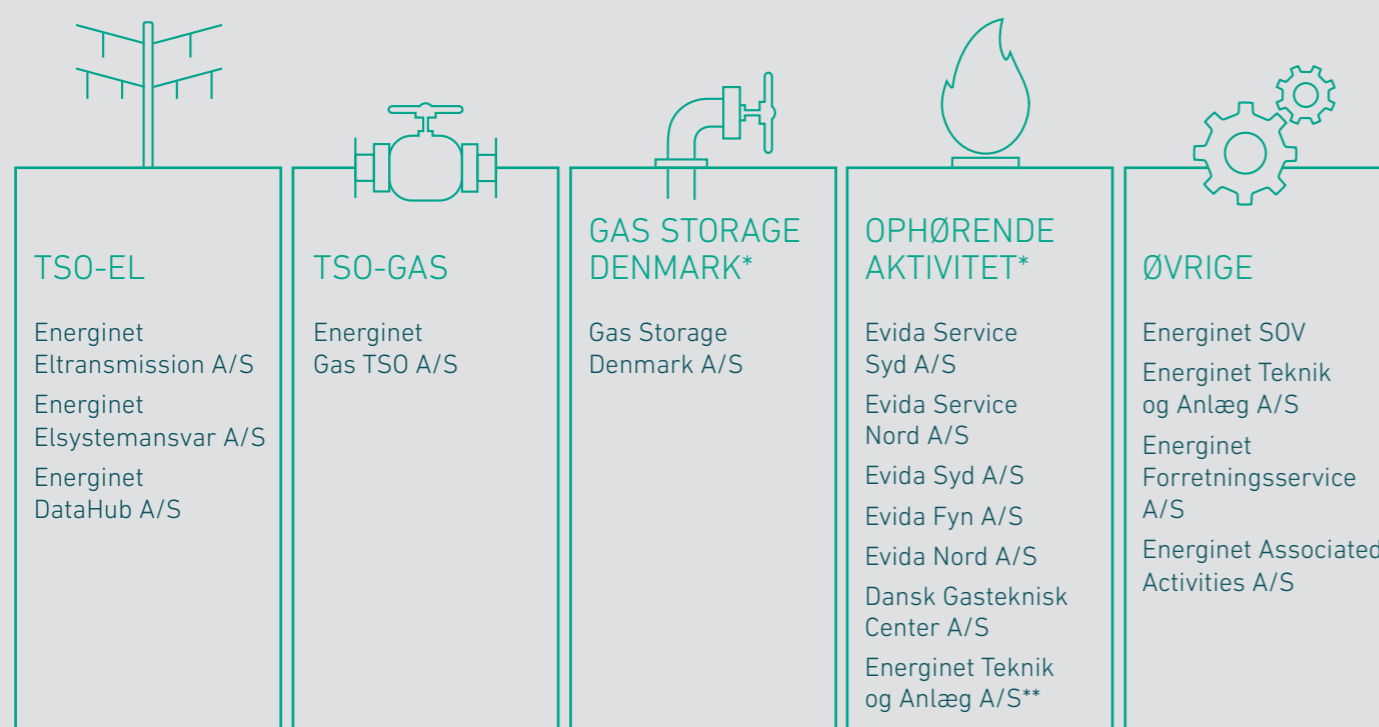 TSO-EL
Energinet
Eltransmission A/S
Energinet
Elsystemansvar A/S
Energinet
DataHub A/S
TSO-GAS
Energinet
Gas TSO A/S
GAS STORAGE
DENMARK*
Gas Storage
Denmark A/S
OPHØRENDE
AKTIVITET*
Evida Service
Syd A/S
Evida Service
Nord A/S
Evida Syd A/S
Evida Fyn A/S
Evida Nord A/S
Dansk Gasteknisk
Center A/S
Energinet Teknik
og Anlæg A/S**
ØVRIGE
Energinet SOV
Energinet Teknik
og Anlæg A/S
Energinet
Forretningsservice
A/S
Energinet Associated
Activities A/S